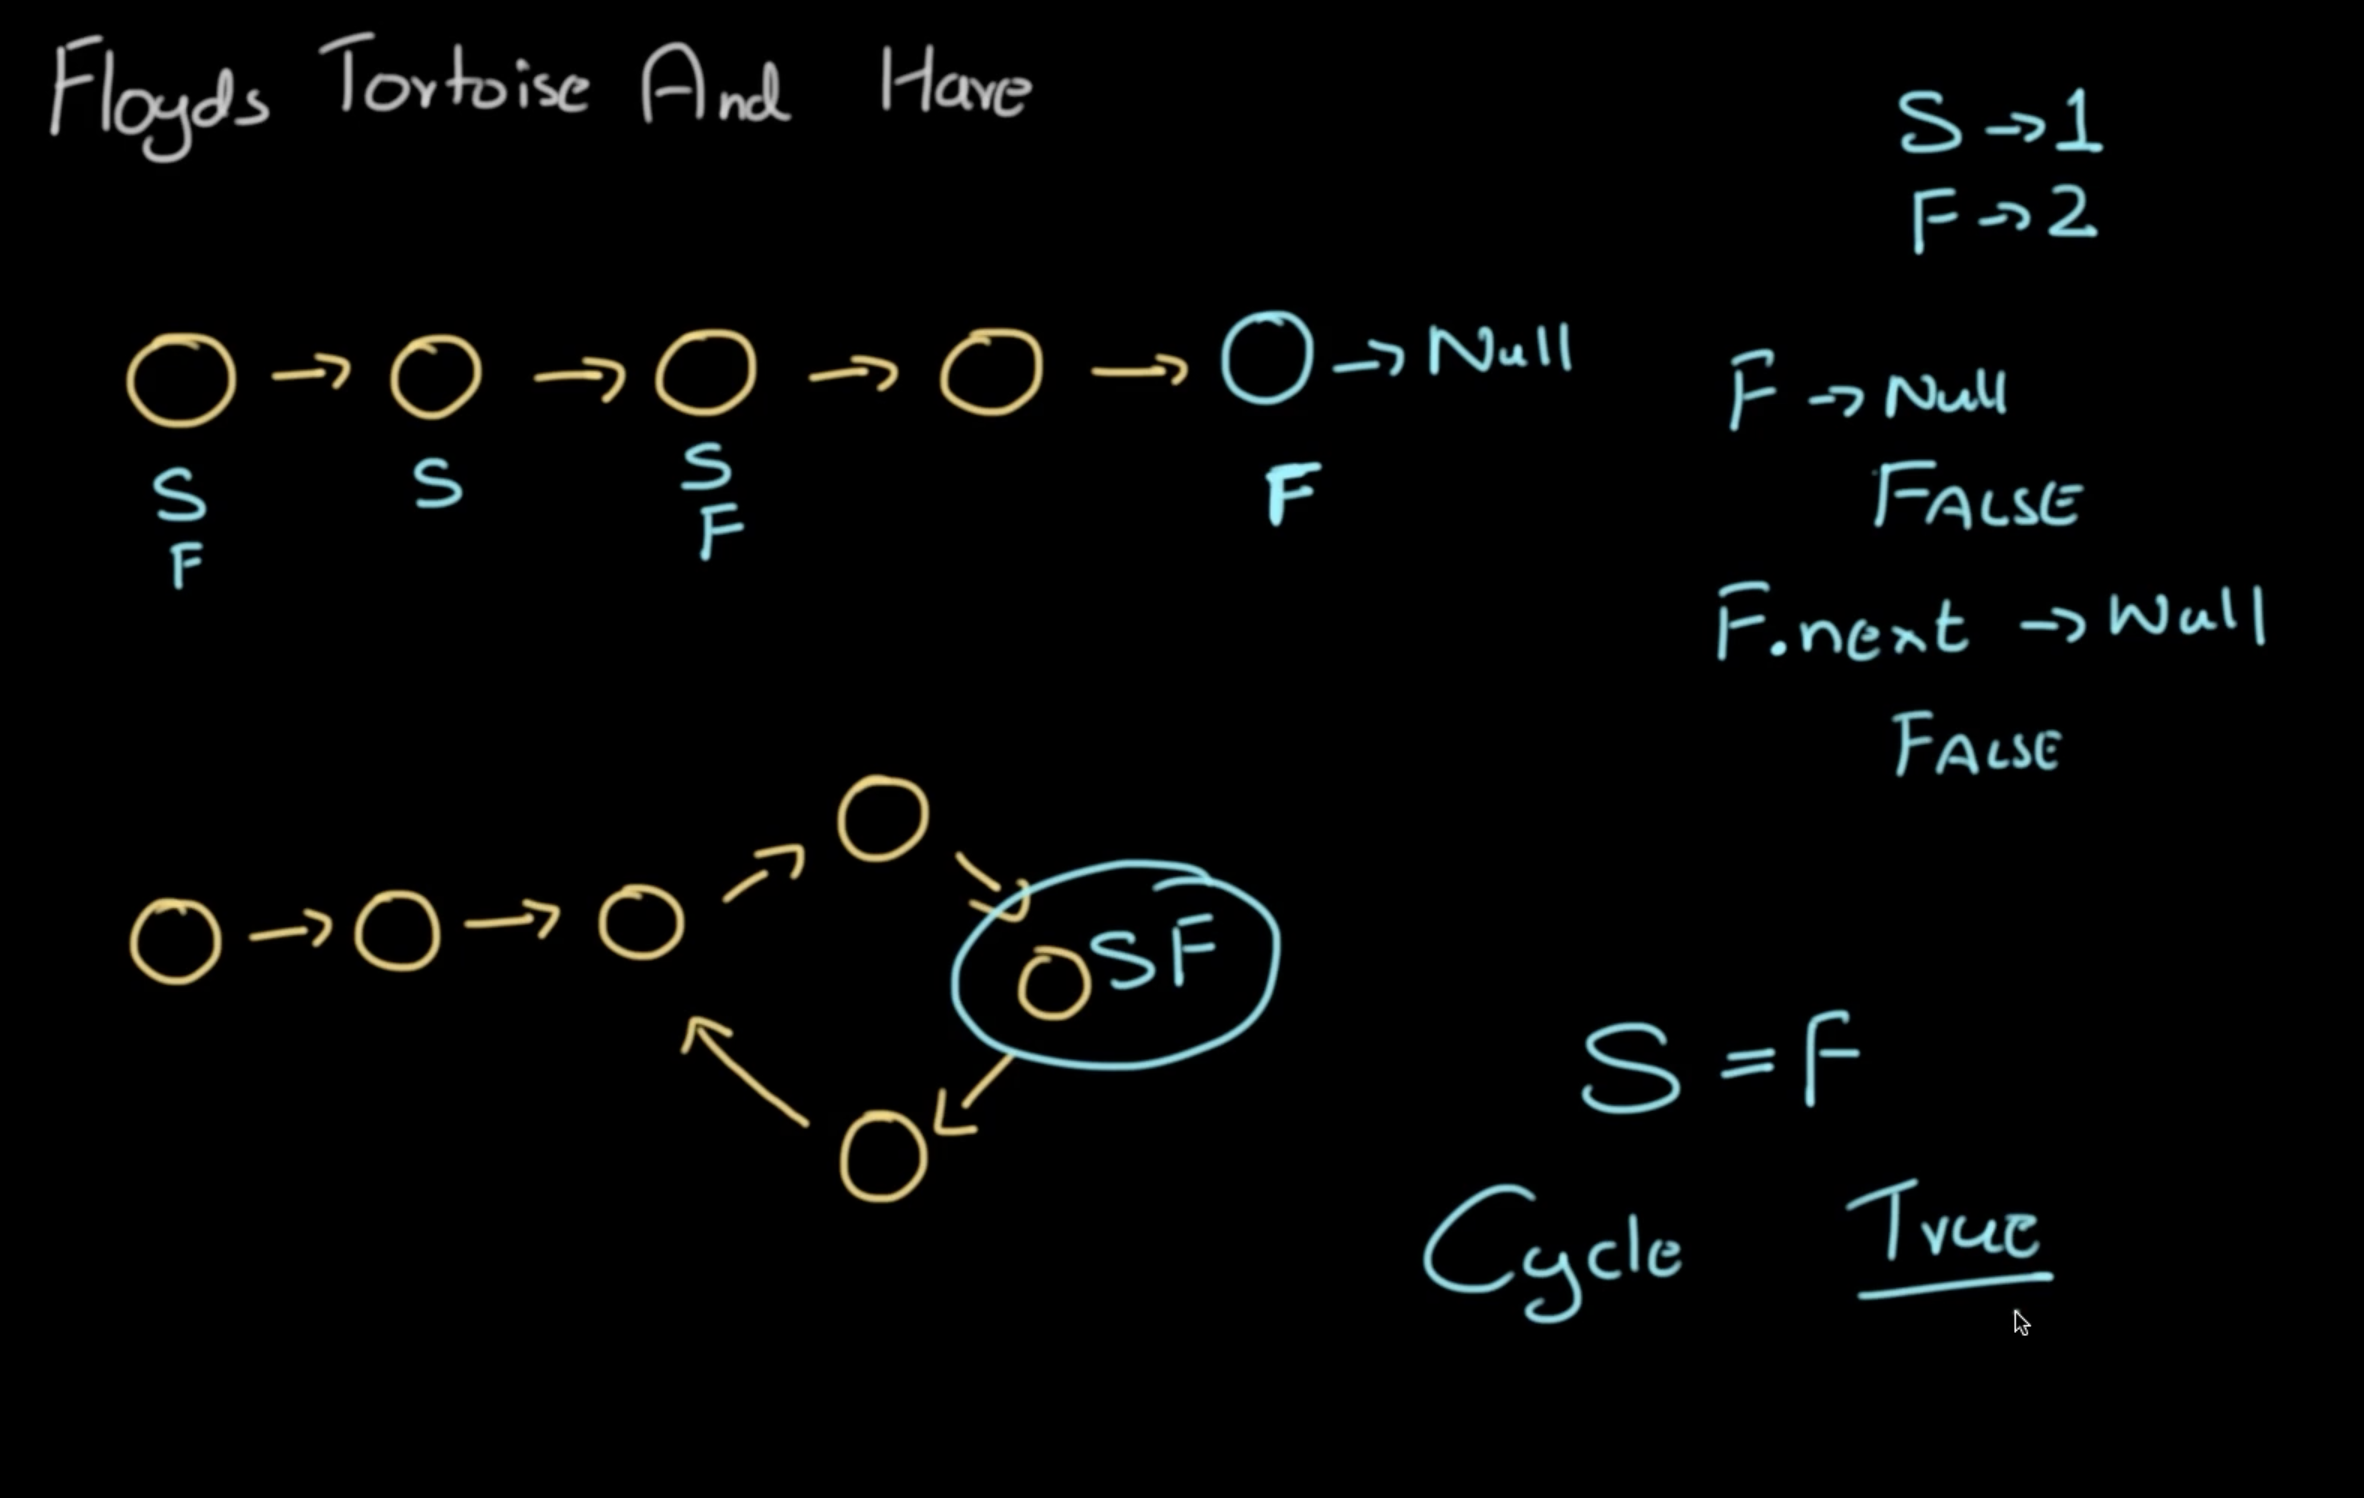 Floyds Tortoise And Hare
S → 1
F → 2
→ Null
S
F
S
S
F
F
F → Null
FALSE
F.next → Null
FALSE
SF
S = F
Cycle True